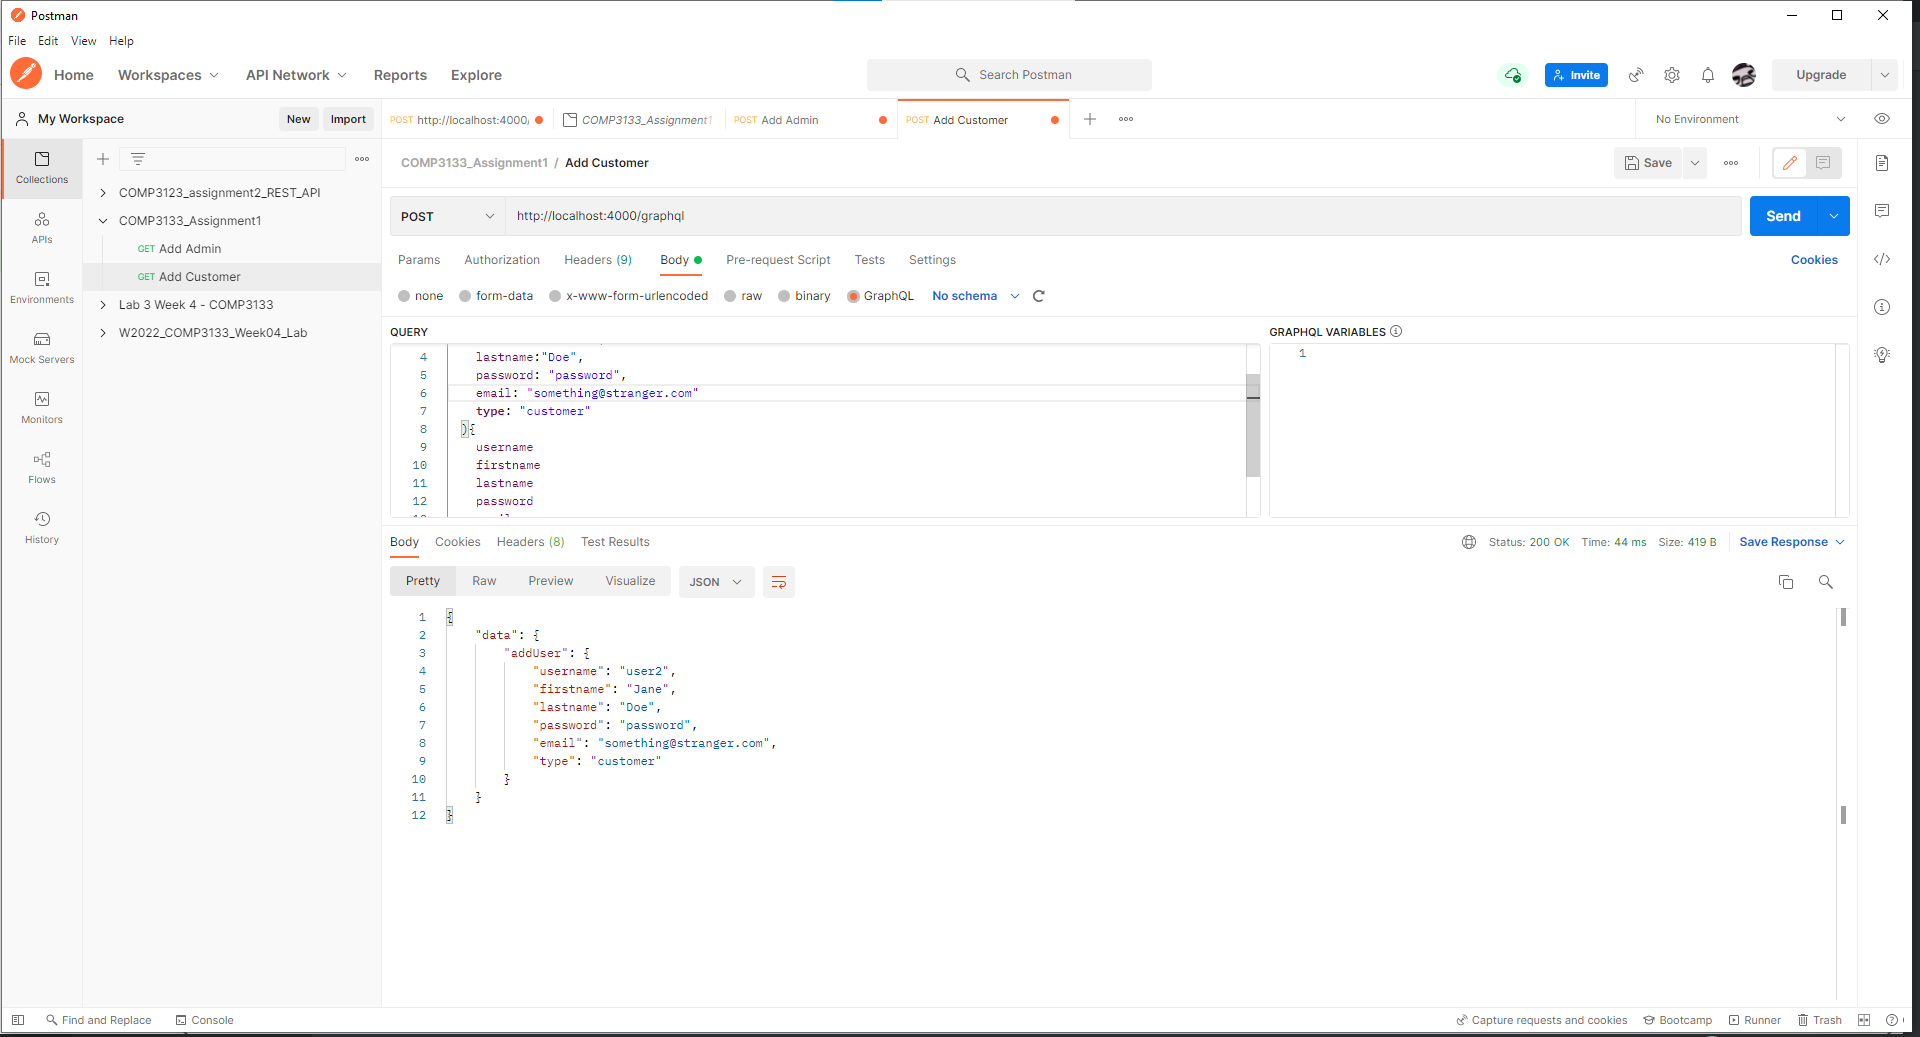 Postman
File Edit View Help
Home Workspaces API Network Reports Explore Search Postman Invite Upgrade
My Workspace New Import POST http://localhost:4000/ COMP3133_Assignment1 POST Add Admin POST Add Customer No Environment
Collections
APIs
Environments
Mock Servers
Monitors
Flows
History
COMP3123_assignment2_REST_API
COMP3133_Assignment1
GET Add Admin
GET Add Customer
Lab 3 Week 4 - COMP3133
W2022_COMP3133_Week04_Lab
COMP3133_Assignment1 / Add Customer Save
POST http://localhost:4000/graphql Send
Params Authorization Headers (9) Body Pre-request Script Tests Settings Cookies
none form-data x-www-form-urlencoded raw binary GraphQL No schema
QUERY GRAPHQL VARIABLES
1
4 lastname:"Doe",
5 password: "password",
6 email: "something@stranger.com"
7 type: "customer"
8 ){
9 username
10 firstname
11 lastname
12 password
Body Cookies Headers (8) Test Results Status: 200 OK Time: 44 ms Size: 419 B Save Response
Pretty Raw Preview Visualize JSON
1 {
2 "data": {
3 "addUser": {
4 "username": "user2",
5 "firstname": "Jane",
6 "lastname": "Doe",
7 "password": "password",
8 "email": "something@stranger.com",
9 "type": "customer"
10 }
11 }
12 }
Find and Replace Console Capture requests and cookies Bootcamp Runner Trash